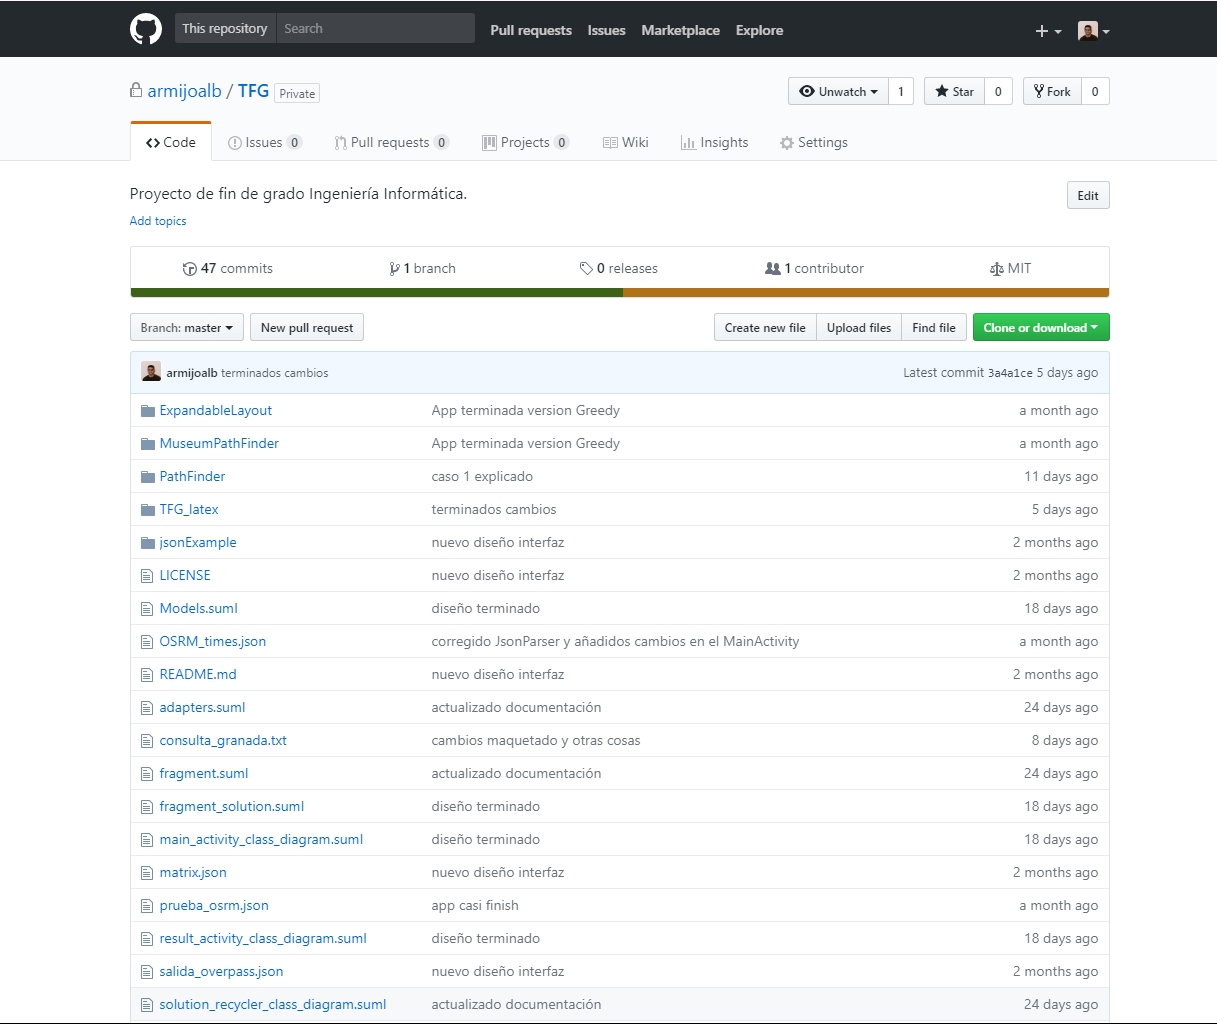 This repository Search Pull requests Issues Marketplace Explore
armijoalb / TFG Private Unwatch 1 Star 0 Fork 0
Code Issues 0 Pull requests 0 Projects 0 Wiki Insights Settings
Proyecto de fin de grado Ingeniería Informática. Edit
Add topics
47 commits 1 branch 0 releases 1 contributor MIT
Branch: master New pull request Create new file Upload files Find file Clone or download
armijoalb terminados cambios Latest commit 3a4a1ce 5 days ago
ExpandableLayout App terminada version Greedy a month ago
MuseumPathFinder App terminada version Greedy a month ago
PathFinder caso 1 explicado 11 days ago
TFG_latex terminados cambios 5 days ago
jsonExample nuevo diseño interfaz 2 months ago
LICENSE nuevo diseño interfaz 2 months ago
Models.suml diseño terminado 18 days ago
OSRM_times.json corregido JsonParser y añadidos cambios en el MainActivity a month ago
README.md nuevo diseño interfaz 2 months ago
adapters.suml actualizado documentación 24 days ago
consulta_granada.txt cambios maquetado y otras cosas 8 days ago
fragment.suml actualizado documentación 24 days ago
fragment_solution.suml diseño terminado 18 days ago
main_activity_class_diagram.suml diseño terminado 18 days ago
matrix.json nuevo diseño interfaz 2 months ago
prueba_osrm.json app casi finish a month ago
result_activity_class_diagram.suml diseño terminado 18 days ago
salida_overpass.json nuevo diseño interfaz 2 months ago
solution_recycler_class_diagram.suml actualizado documentación 24 days ago